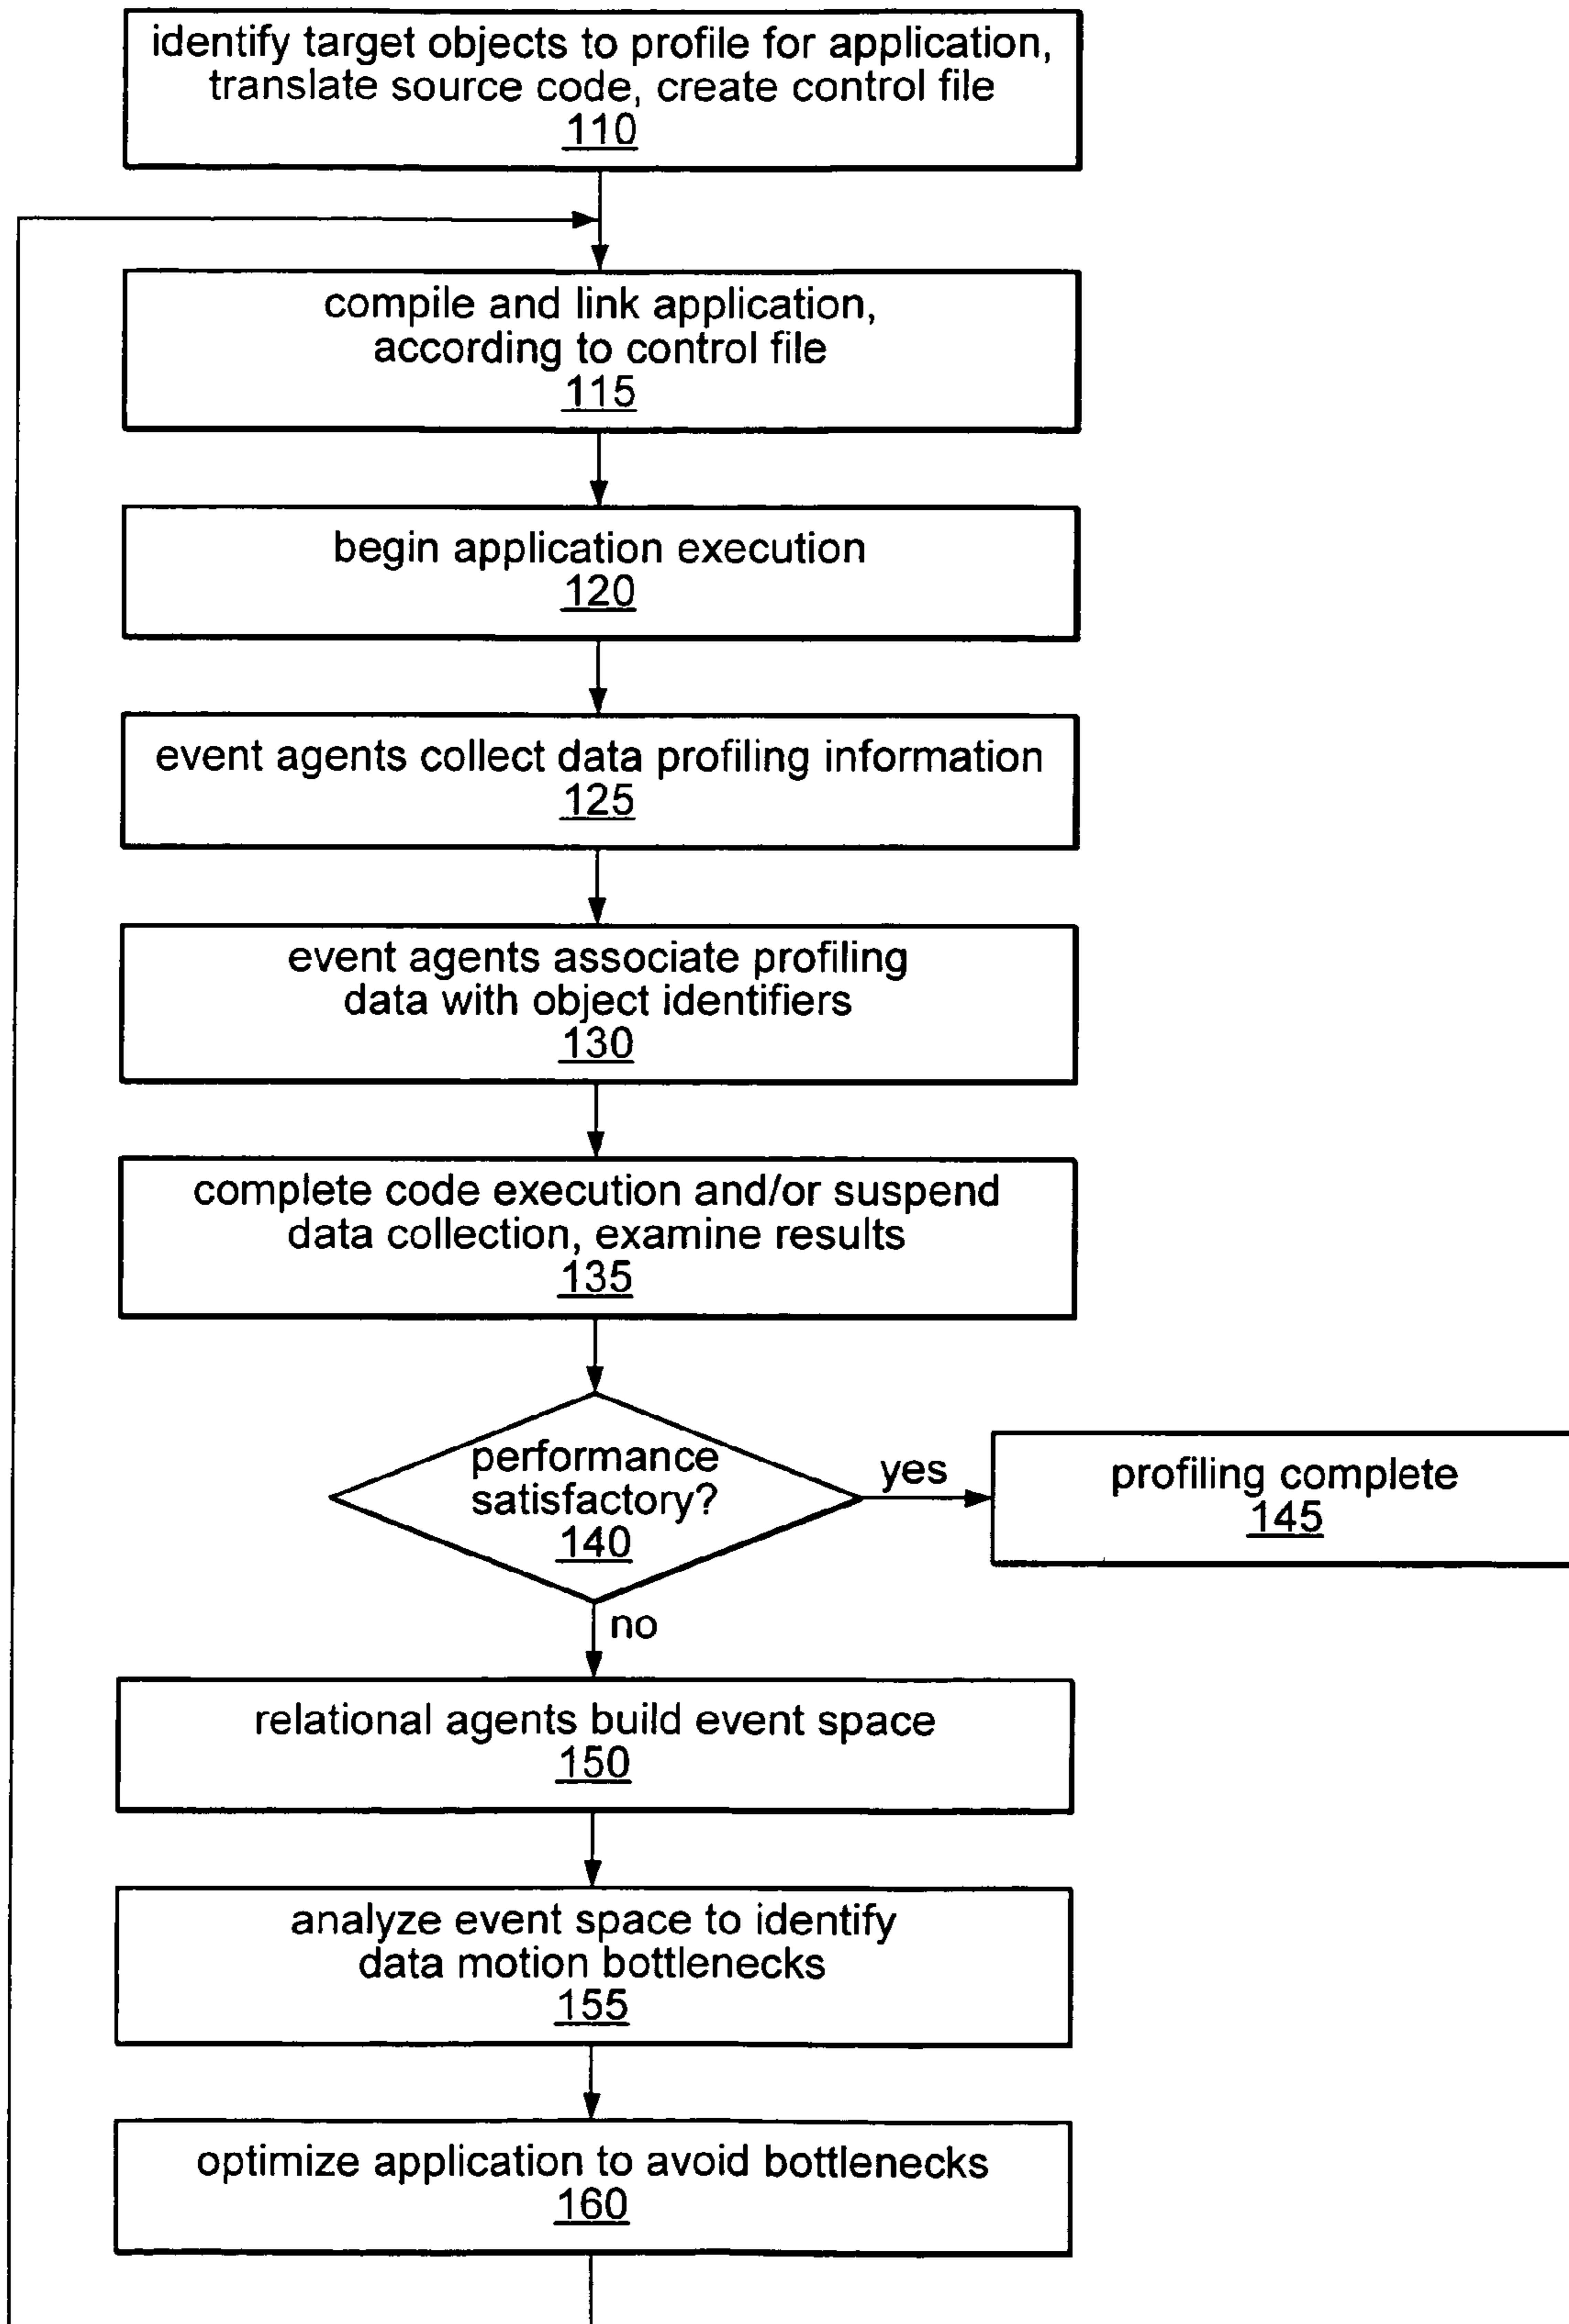 identify target objects to profile for application,
translate source code, create control file
110
compile and link application,
according to control file
115
begin application execution
120
event agents collect data profiling information
125
event agents associate profiling
data with object identifiers
130
complete code execution and/or suspend
data collection, examine results
135
performance
satisfactory?
140
yes
profiling complete
145
no
relational agents build event space
150
analyze event space to identify
data motion bottlenecks
155
optimize application to avoid bottlenecks
160